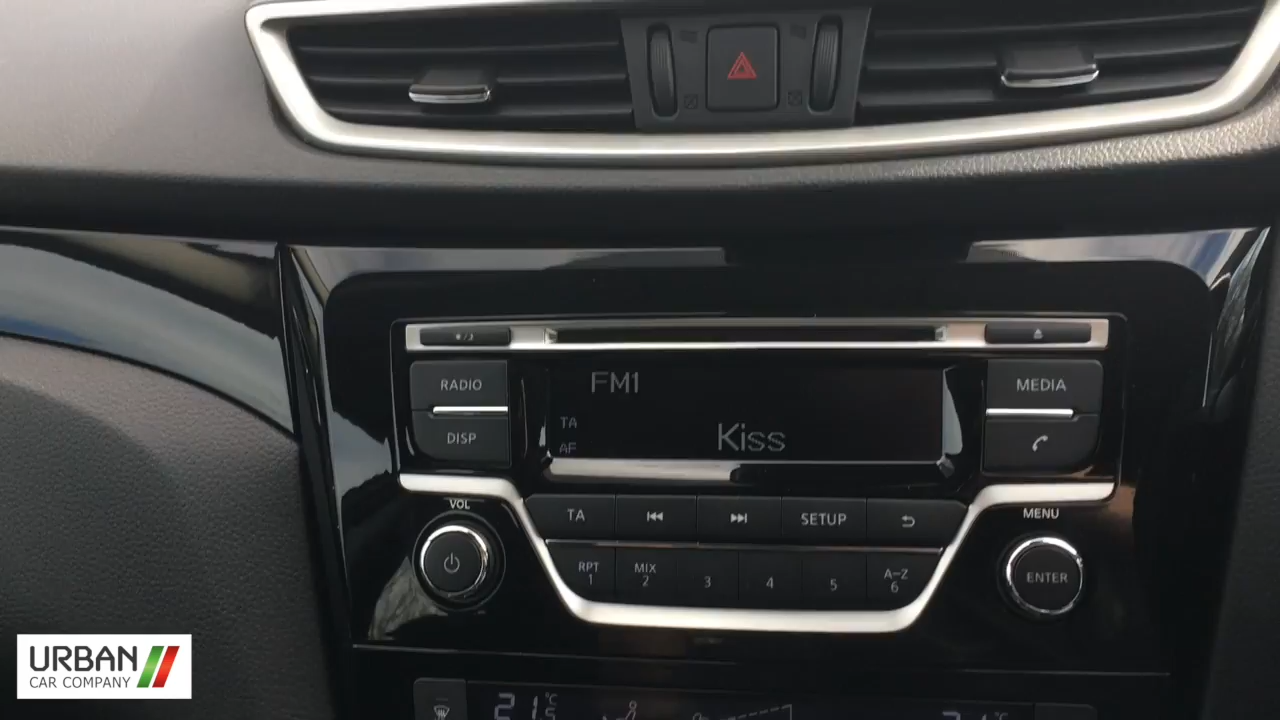 RADIO
DISP
FM1
TA
AF
Kiss
MEDIA
VOL
TA
SETUP
MENU
RPT
1
MIX
2
3
4
5
A-Z
6
ENTER
URBAN
CAR COMPANY